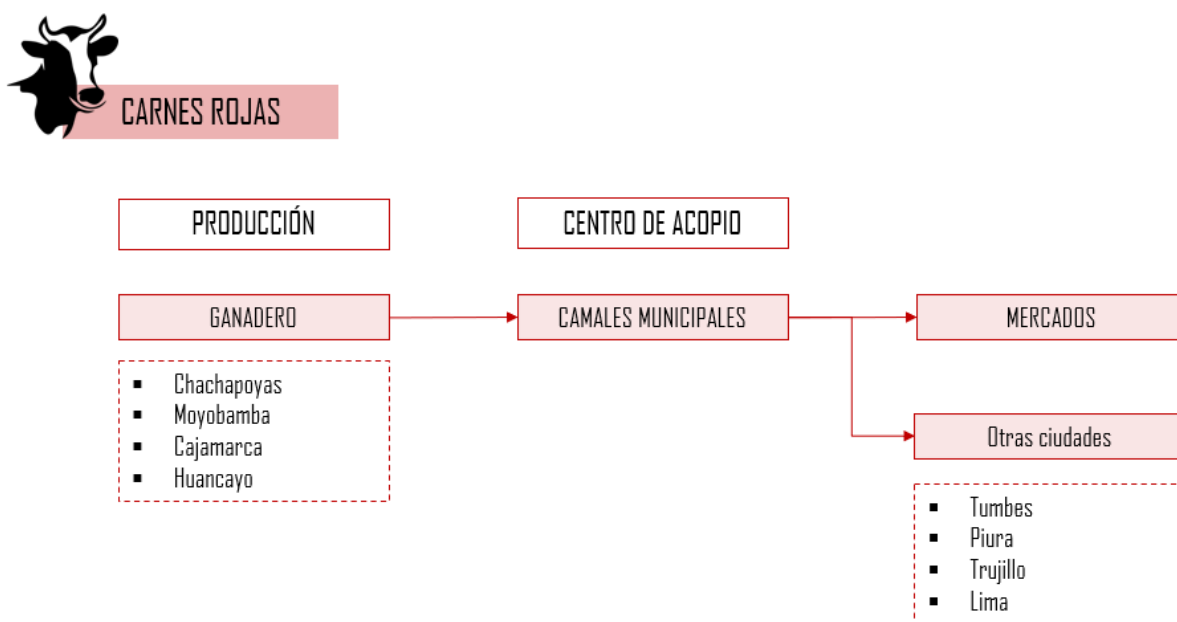 CARNES ROJAS
PRODUCCIÓN
CENTRO DE ACOPIO
GANADERO
CAMALES MUNICIPALES
MERCADOS
▪ Chachapoyas
▪ Moyobamba
▪ Cajamarca
▪ Huancayo
Otras ciudades
▪ Tumbes
▪ Piura
▪ Trujillo
▪ Lima